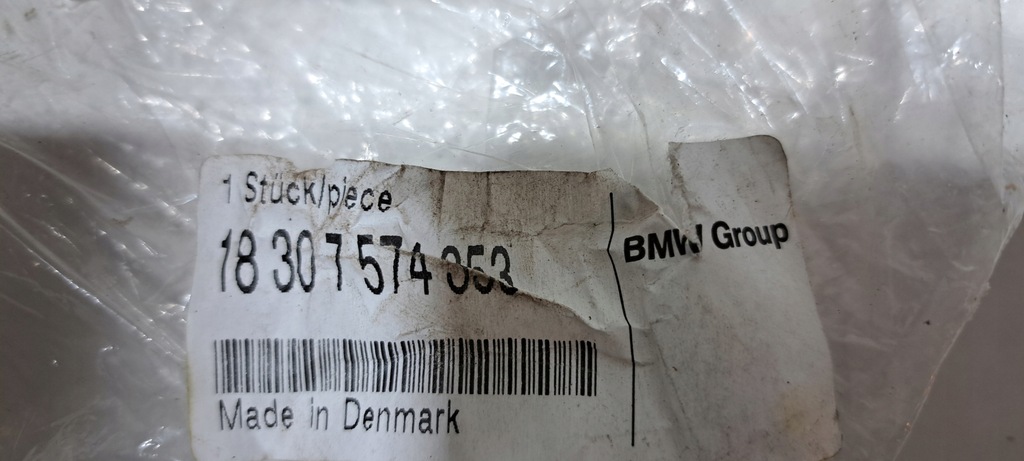 1 Stück/piece
18 30 7 574 353
BMW Group
Made in Denmark